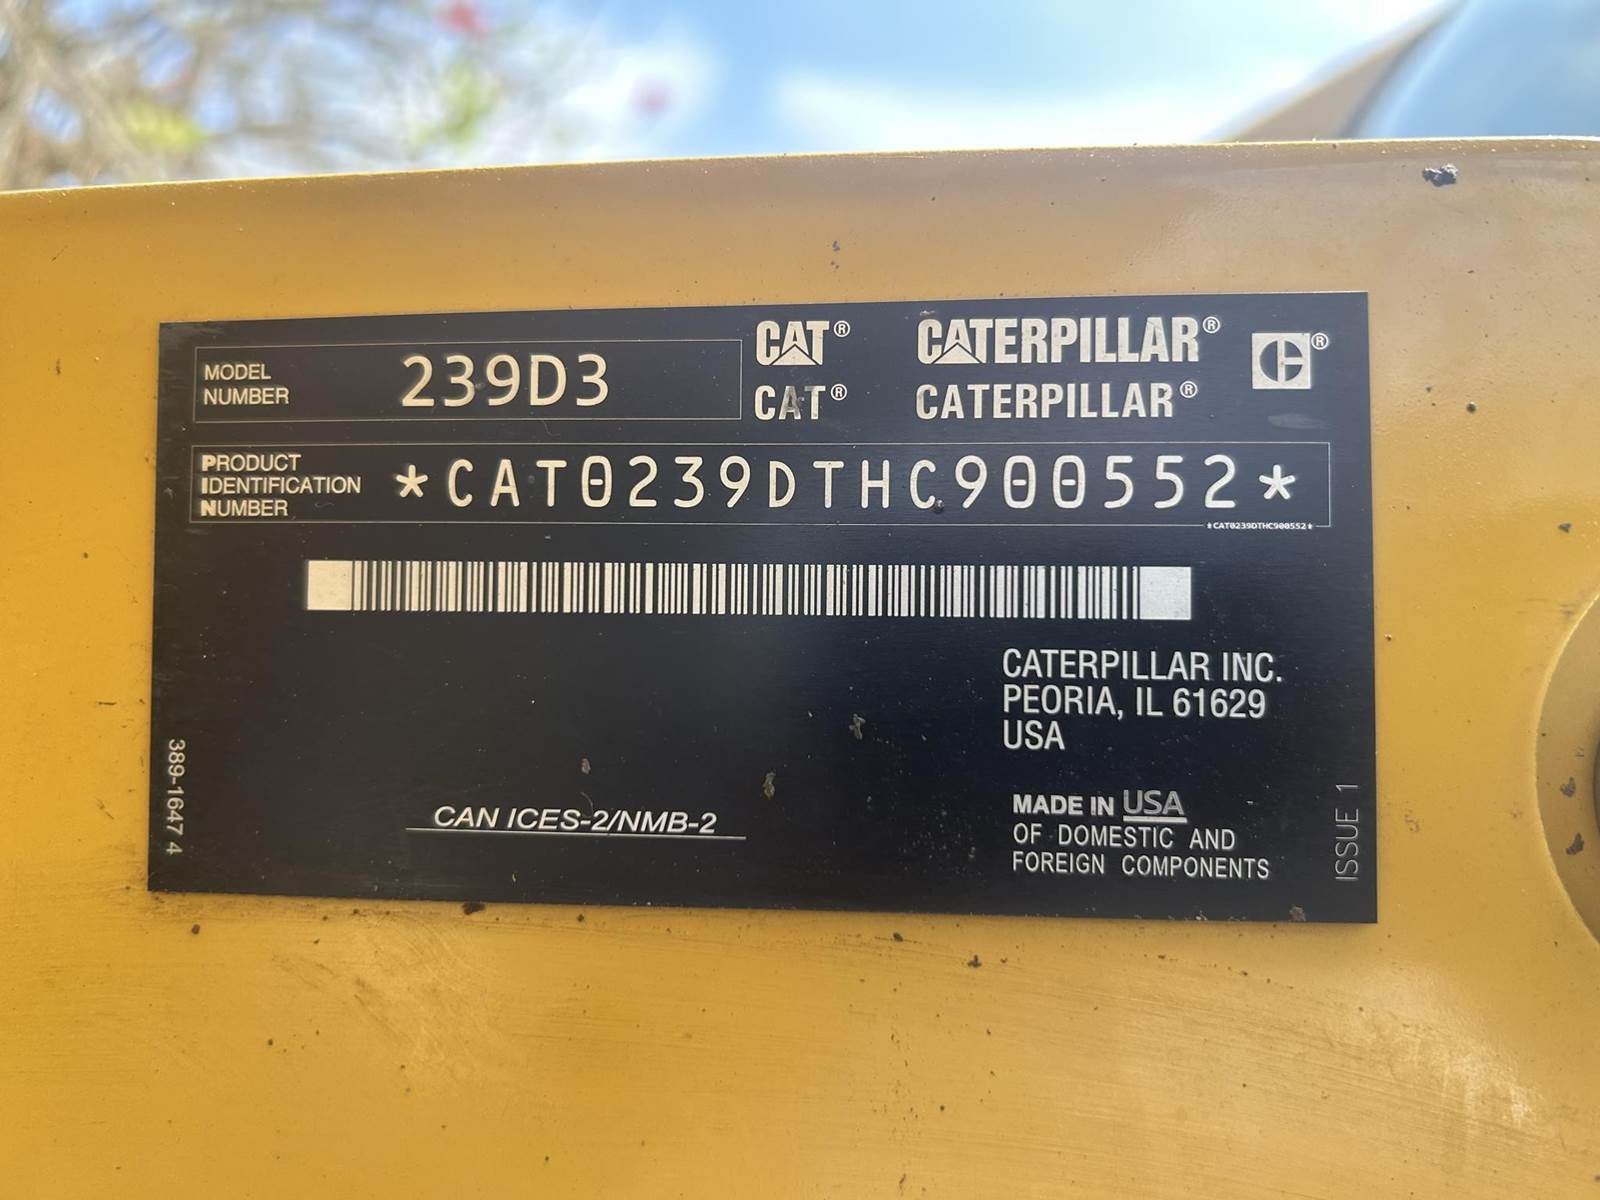 MODEL NUMBER 239D3
CAT® CATERPILLAR® C®
CAT® CATERPILLAR®
PRODUCT IDENTIFICATION NUMBER *CAT0239DTHC900552*
*CAT0239DTHC900552*
CATERPILLAR INC.
PEORIA, IL 61629
USA
389-1647 4
CAN ICES-2/NMB-2
MADE IN USA
OF DOMESTIC AND
FOREIGN COMPONENTS
ISSUE 1